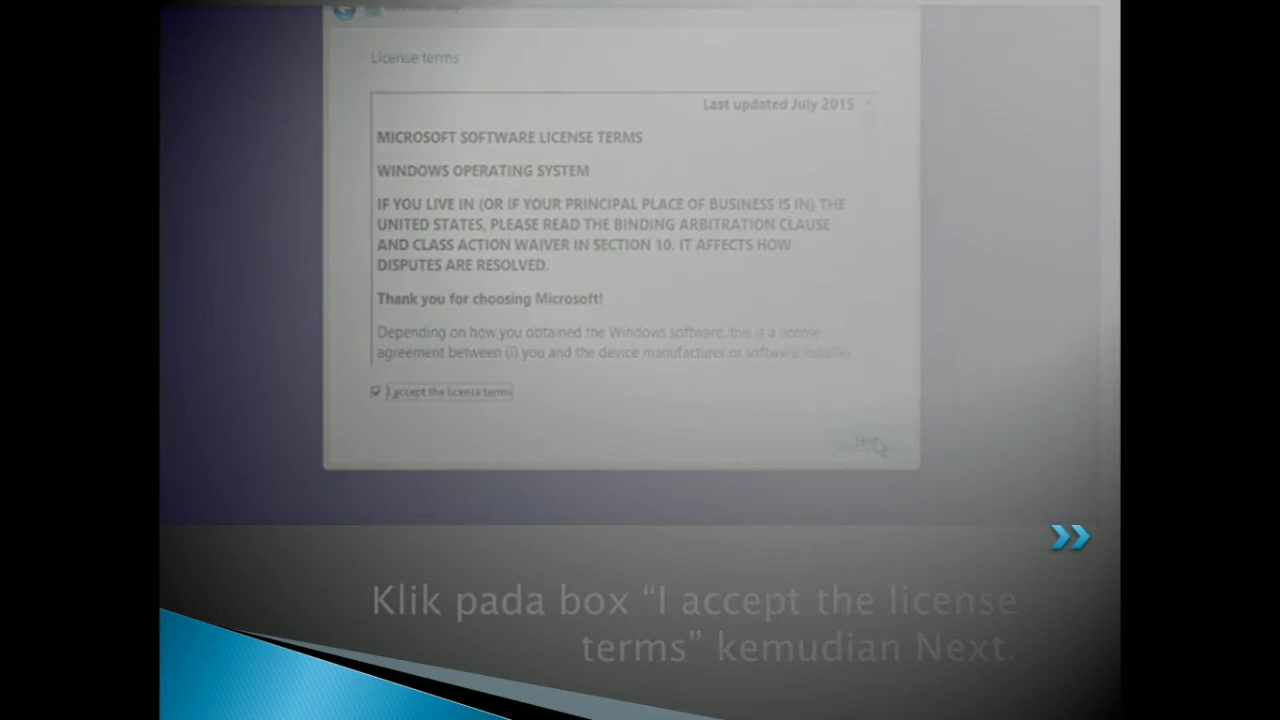 License terms
Last updated July 2015
MICROSOFT SOFTWARE LICENSE TERMS
WINDOWS OPERATING SYSTEM
IF YOU LIVE IN (OR IF YOUR PRINCIPAL PLACE OF BUSINESS IS IN) THE
UNITED STATES, PLEASE READ THE BINDING ARBITRATION CLAUSE
AND CLASS ACTION WAIVER IN SECTION 10. IT AFFECTS HOW
DISPUTES ARE RESOLVED.
Thank you for choosing Microsoft!
Depending on how you obtained the Windows software, this is a license
agreement between (i) you and the device manufacturer or software installer
I accept the license terms
Next
Klik pada box “I accept the license
terms” kemudian Next.